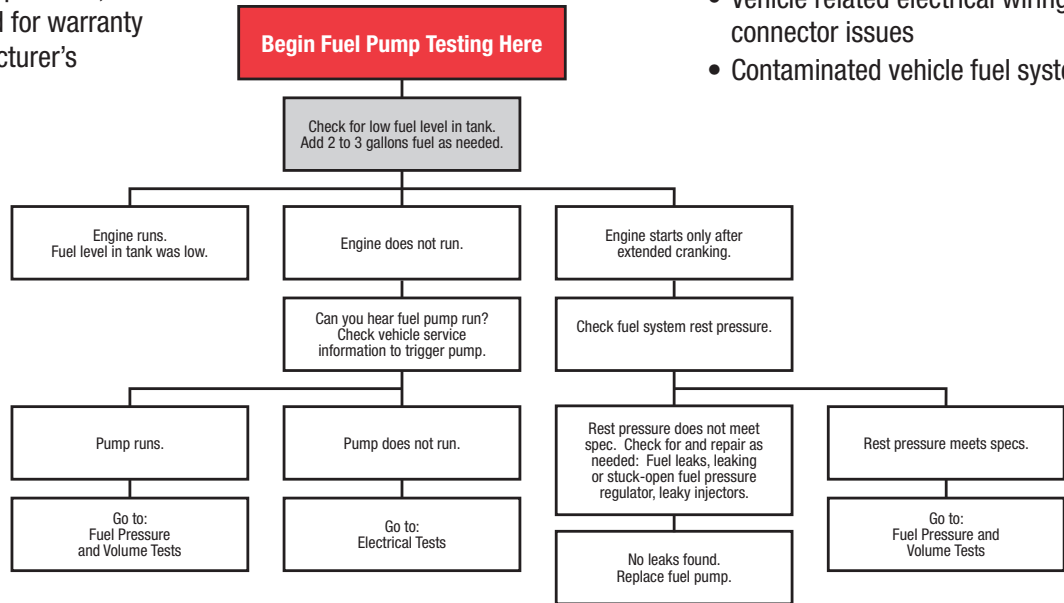 d for warranty
cturer's
• Vehicle related electrical wiring
connector issues
• Contaminated vehicle fuel syste
Begin Fuel Pump Testing Here
Check for low fuel level in tank.
Add 2 to 3 gallons fuel as needed.
Engine runs.
Fuel level in tank was low.
Engine does not run.
Engine starts only after
extended cranking.
Can you hear fuel pump run?
Check vehicle service
information to trigger pump.
Check fuel system rest pressure.
Pump runs.
Pump does not run.
Rest pressure does not meet
spec. Check for and repair as
needed: Fuel leaks, leaking
or stuck-open fuel pressure
regulator, leaky injectors.
Rest pressure meets specs.
Go to:
Fuel Pressure
and Volume Tests
Go to:
Electrical Tests
No leaks found.
Replace fuel pump.
Go to:
Fuel Pressure and
Volume Tests